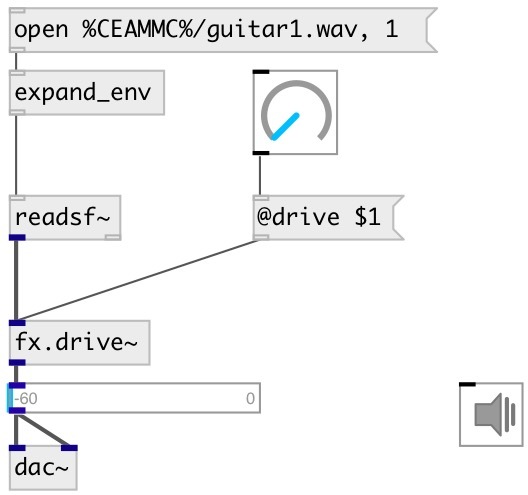 open %CEAMMC%/guitar1.wav, 1
expand_env
readsf~
@drive $1
fx.drive~
-60 0
dac~